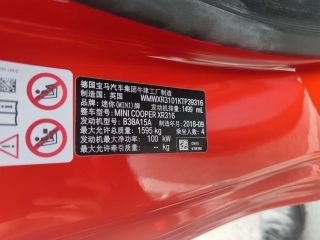 德国宝马汽车集团牛津工厂制造
制造国: 英国 WMWXR3101KTP39316
品牌: 迷你(MINI)牌 发动机排量: 1499 mL
整车型号: MINI COOPER XR316
发动机型号: B38A15A 制造年月: 2018-09
最大允许总质量: 1595 kg 乘坐人数: 4
发动机最大净功率: 100 kW
最大允许牵引质量: -- kg